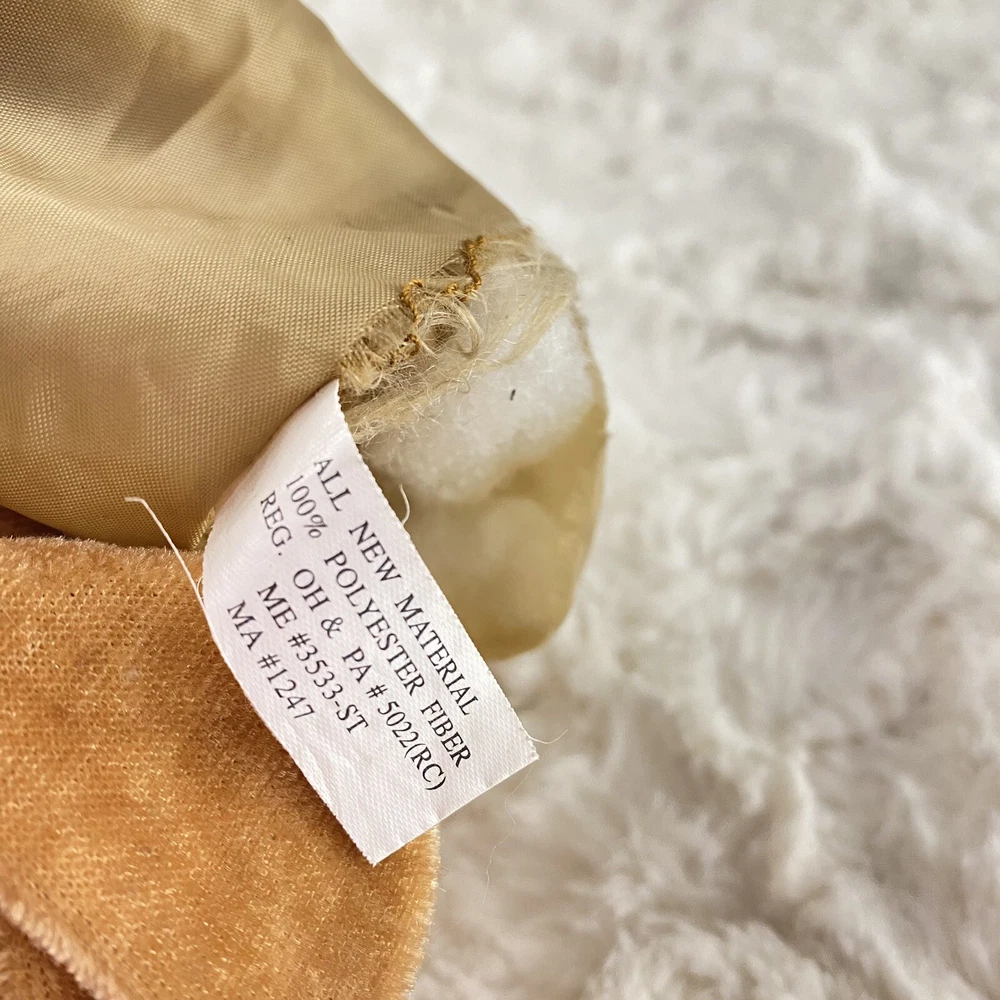 ALL NEW MATERIAL
100% POLYESTER FIBER
REG. OH & PA # 5022(RC)
ME #3533-ST
MA #1247